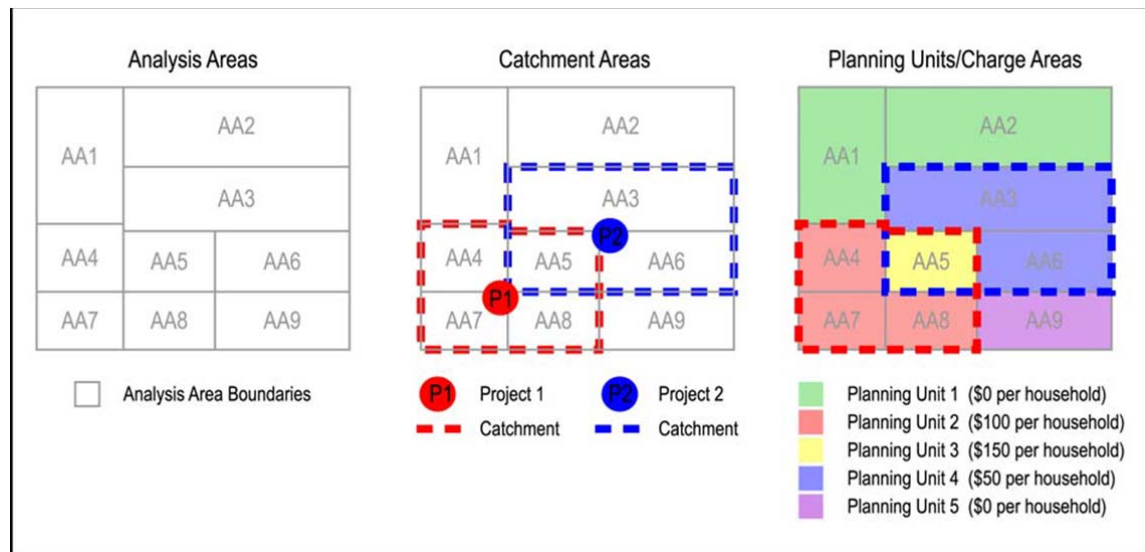 Analysis Areas
AA1
AA2
AA3
AA4
AA5
AA6
AA7
AA8
AA9
Analysis Area Boundaries
Catchment Areas
AA1
AA2
AA3
P2
AA4
AA5
AA6
P1
AA7
AA8
AA9
P1 Project 1
P2 Project 2
Catchment
Catchment
Planning Units/Charge Areas
AA1
AA2
AA3
AA4
AA5
AA6
AA7
AA8
AA9
Planning Unit 1 ($0 per household)
Planning Unit 2 ($100 per household)
Planning Unit 3 ($150 per household)
Planning Unit 4 ($50 per household)
Planning Unit 5 ($0 per household)